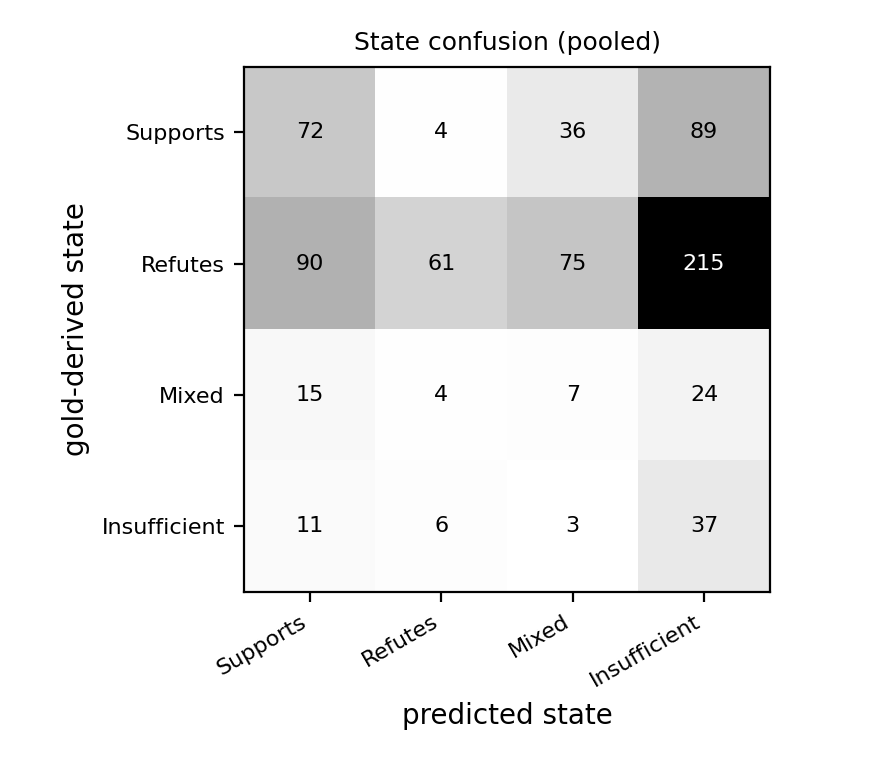 State confusion (pooled)
gold-derived state
Supports 72 4 36 89
Refutes 90 61 75 215
Mixed 15 4 7 24
Insufficient 11 6 3 37
Supports Refutes Mixed Insufficient
predicted state